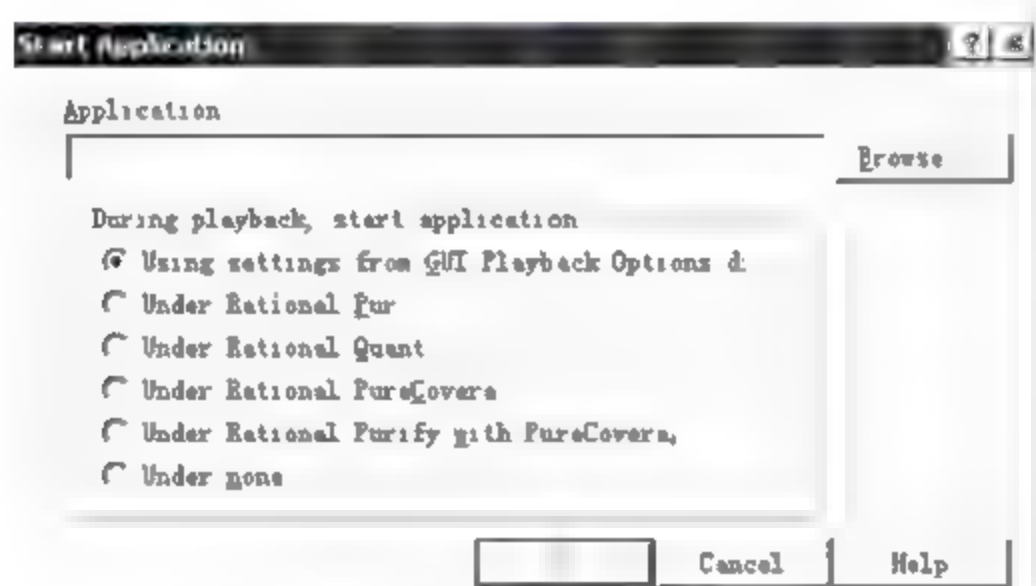 Start Application
Application
Browse
During playback, start application
Using settings from GUI Playback Options d:
Under Rational Pur
Under Rational Quant
Under Rational PureCovera
Under Rational Purify with PureCovera,
Under none
Cancel
Help